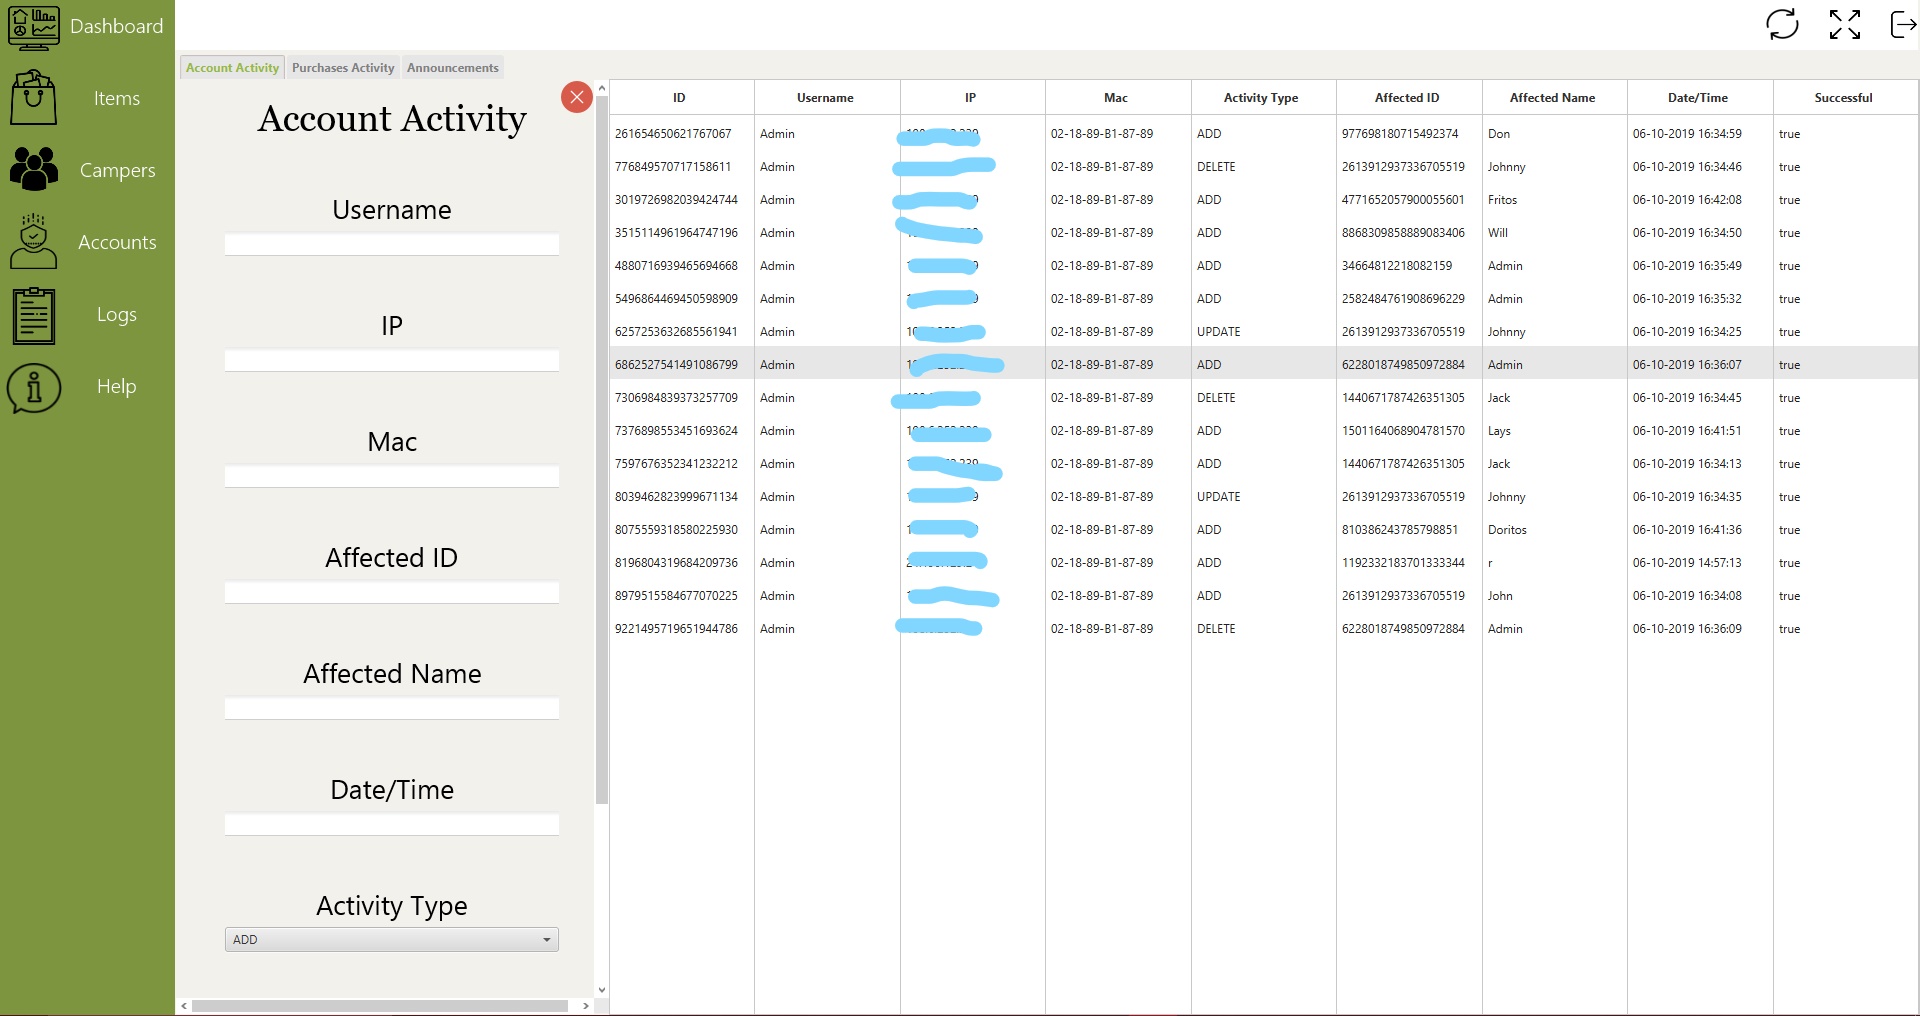 Dashboard
Items
Campers
Accounts
Logs
Help
Account Activity Purchases Activity Announcements
Account Activity
Username
IP
Mac
Affected ID
Affected Name
Date/Time
Activity Type
ADD
ID Username IP Mac Activity Type Affected ID Affected Name Date/Time Successful
261654650621767067 Admin 02-18-89-B1-87-89 ADD 977698180715492374 Don 06-10-2019 16:34:59 true
776849570717158611 Admin 02-18-89-B1-87-89 DELETE 2613912937336705519 Johnny 06-10-2019 16:34:46 true
3019726982039424744 Admin 02-18-89-B1-87-89 ADD 4771652057900055601 Fritos 06-10-2019 16:42:08 true
3515114961964747196 Admin 02-18-89-B1-87-89 ADD 8868309858889083406 Will 06-10-2019 16:34:50 true
4880716939465694668 Admin 02-18-89-B1-87-89 ADD 34664812218082159 Admin 06-10-2019 16:35:49 true
5496864469450598909 Admin 02-18-89-B1-87-89 ADD 2582484761908696229 Admin 06-10-2019 16:35:32 true
6257253632685561941 Admin 02-18-89-B1-87-89 UPDATE 2613912937336705519 Johnny 06-10-2019 16:34:25 true
6862527541491086799 Admin 02-18-89-B1-87-89 ADD 6228018749850972884 Admin 06-10-2019 16:36:07 true
7306984839373257709 Admin 02-18-89-B1-87-89 DELETE 1440671787426351305 Jack 06-10-2019 16:34:45 true
7376898553451693624 Admin 02-18-89-B1-87-89 ADD 1501164068904781570 Lays 06-10-2019 16:41:51 true
7597676352341232212 Admin 02-18-89-B1-87-89 ADD 1440671787426351305 Jack 06-10-2019 16:34:13 true
8039462823999671134 Admin 02-18-89-B1-87-89 UPDATE 2613912937336705519 Johnny 06-10-2019 16:34:35 true
8075559318580225930 Admin 02-18-89-B1-87-89 ADD 810386243785798851 Doritos 06-10-2019 16:41:36 true
8196804319684209736 Admin 02-18-89-B1-87-89 ADD 1192332183701333344 r 06-10-2019 14:57:13 true
8979515584677070225 Admin 02-18-89-B1-87-89 ADD 2613912937336705519 John 06-10-2019 16:34:08 true
9221495719651944786 Admin 02-18-89-B1-87-89 DELETE 6228018749850972884 Admin 06-10-2019 16:36:09 true